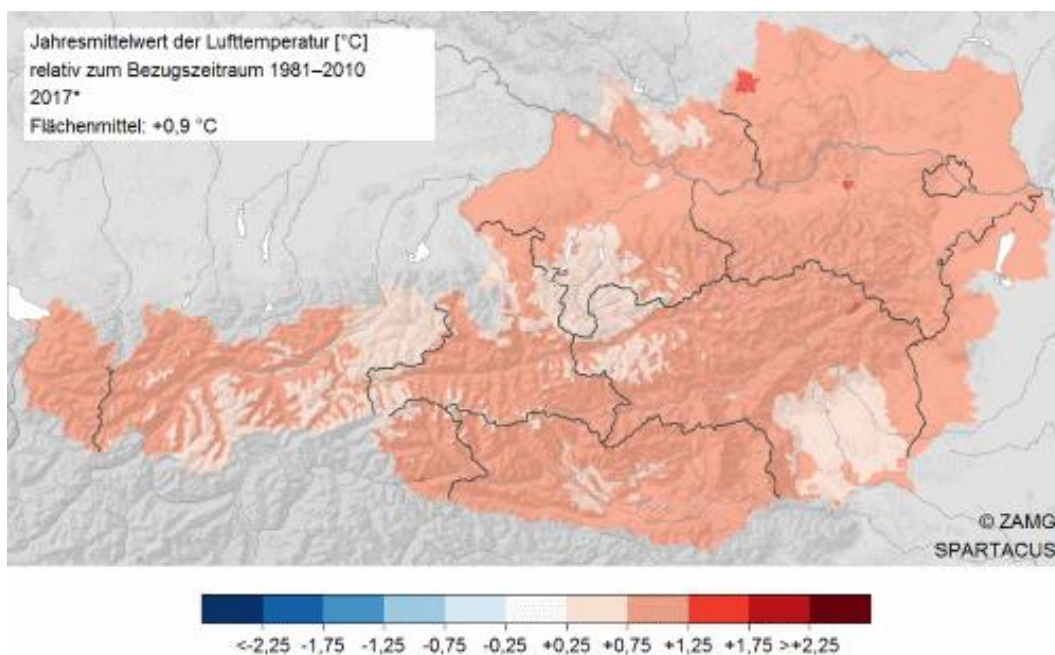 Jahresmittelwert der Lufttemperatur [°C]
relativ zum Bezugszeitraum 1981–2010
2017*
Flächenmittel: +0,9 °C
© ZAMG
SPARTACUS
<-2,25 -1,75 -1,25 -0,75 -0,25 +0,25 +0,75 +1,25 +1,75 >+2,25